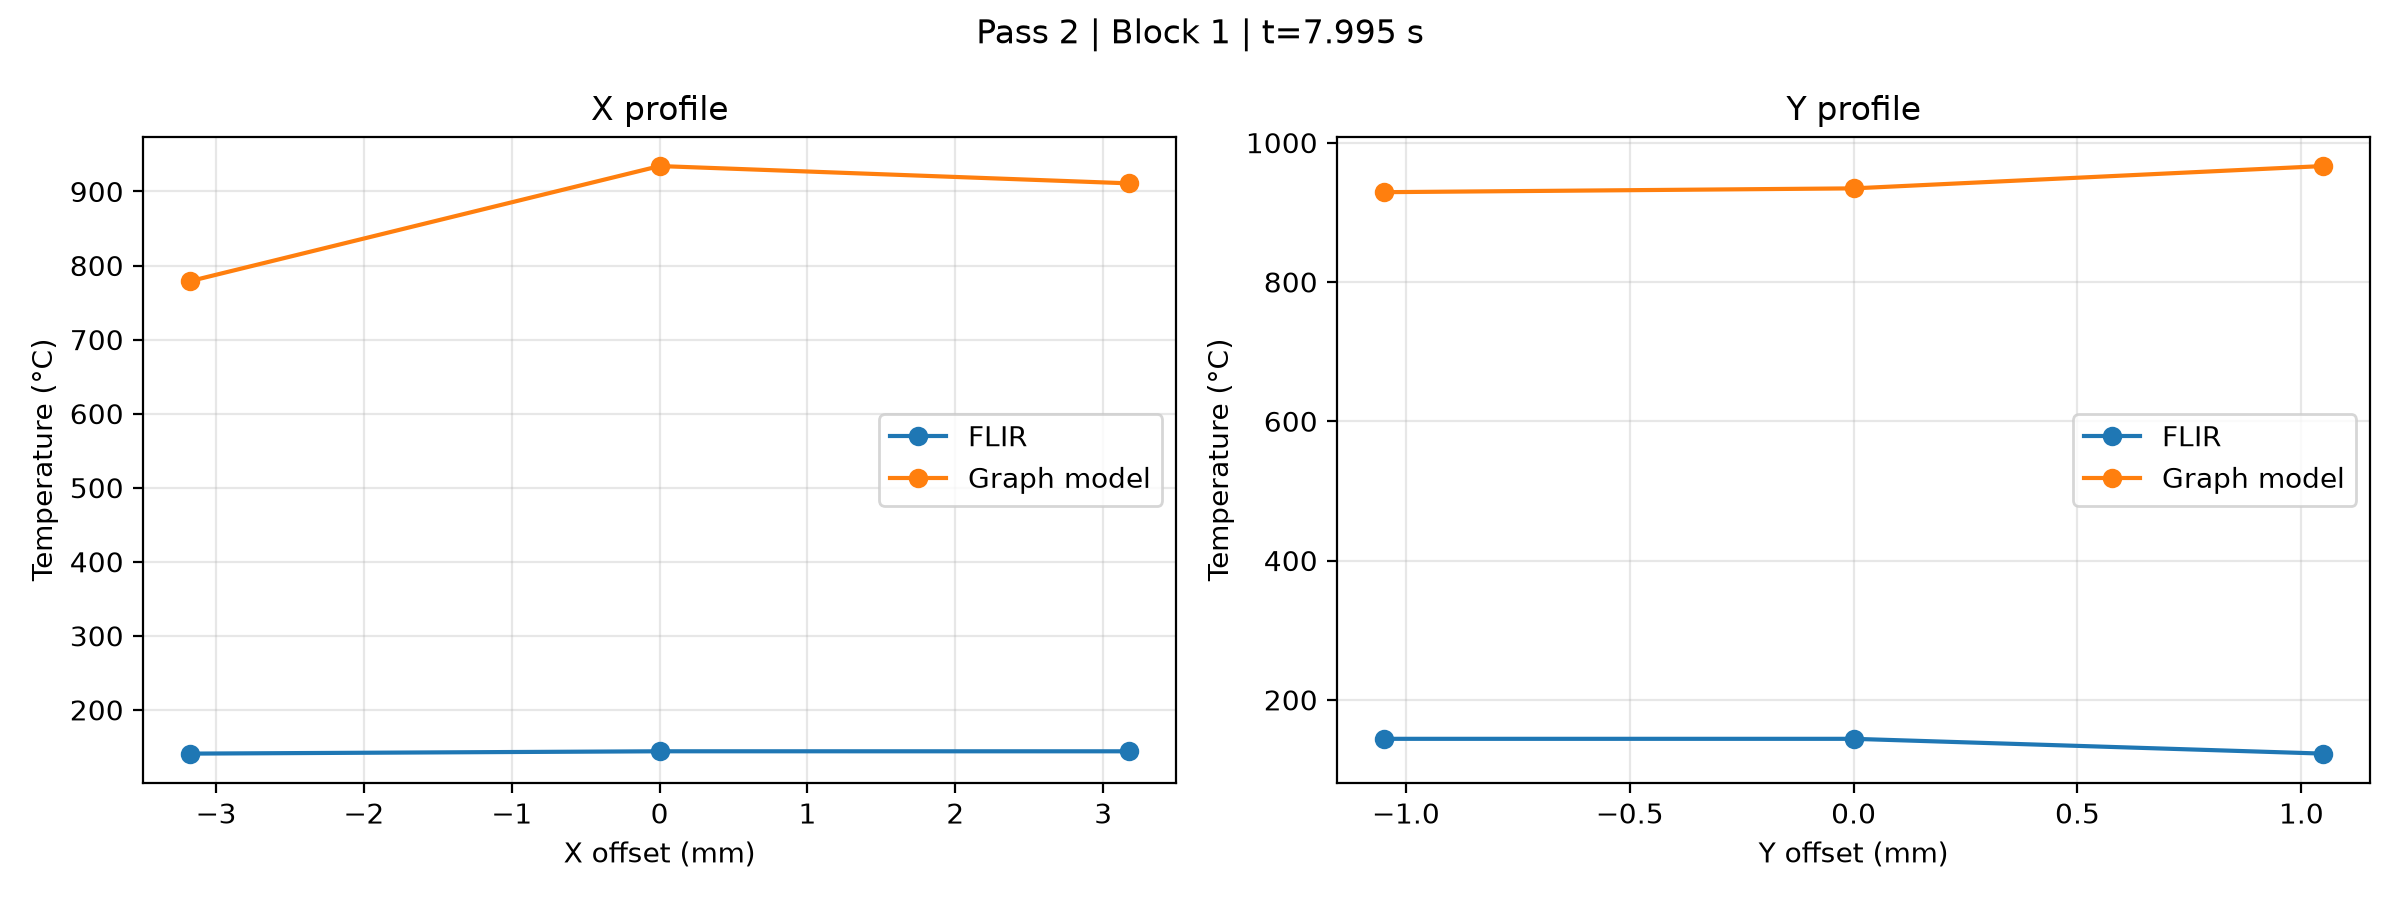 Pass 2 | Block 1 | t=7.995 s
X profile
900
800
700
600
500
400
300
200
Temperature (°C)
FLIR
Graph model
−3
−2
−1
0
1
2
3
X offset (mm)
Y profile
1000
800
600
400
200
Temperature (°C)
FLIR
Graph model
−1.0
−0.5
0.0
0.5
1.0
Y offset (mm)